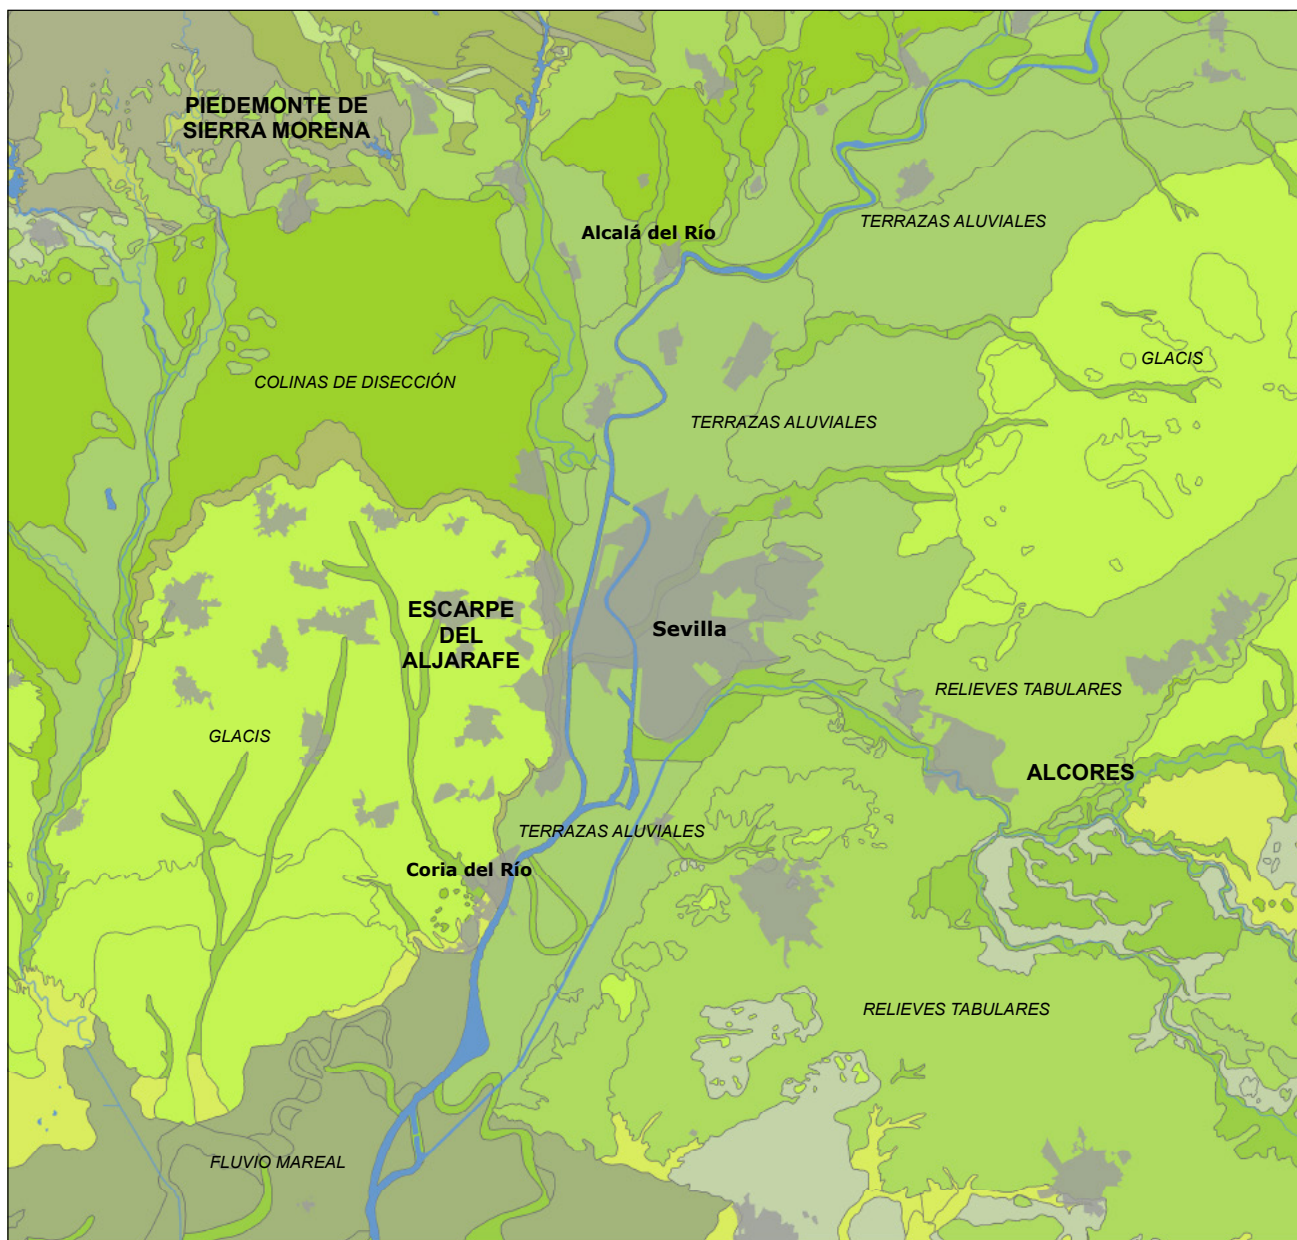 PIEDEMONTE DE
SIERRA MORENA
Alcalá del Río
TERRAZAS ALUVIALES
GLACIS
COLINAS DE DISECCIÓN
TERRAZAS ALUVIALES
ESCARPE
DEL
ALJARAFE
Sevilla
RELIEVES TABULARES
GLACIS
ALCORES
TERRAZAS ALUVIALES
Coria del Río
RELIEVES TABULARES
FLUVIO MAREAL